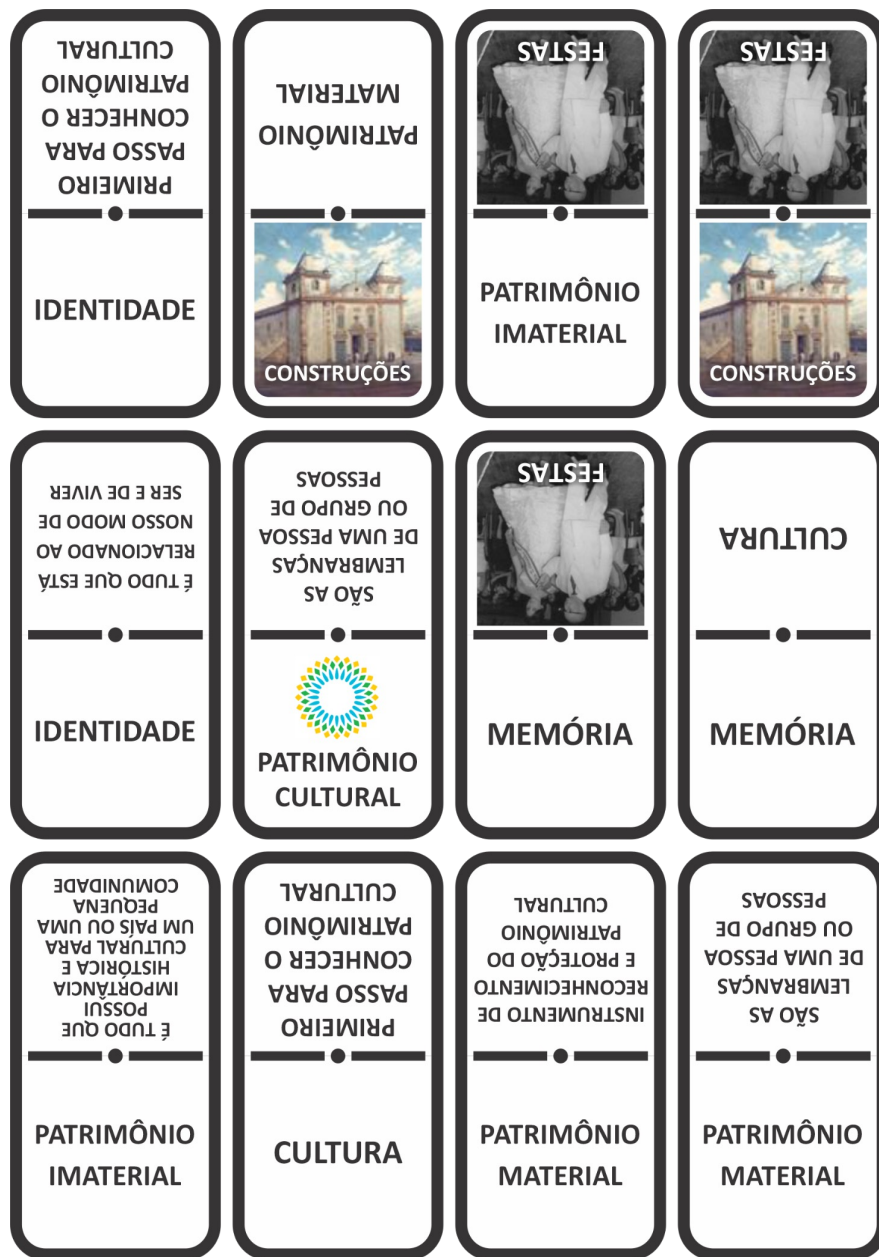 PRIMEIRO
PASSO PARA
CONHECER O
PATRIMÔNIO
CULTURAL
IDENTIDADE
PATRIMÔNIO
MATERIAL
CONSTRUÇÕES
FESTAS
PATRIMÔNIO
IMATERIAL
FESTAS
CONSTRUÇÕES
É TUDO QUE ESTÁ
RELACIONADO AO
NOSSO MODO DE
SER E DE VIVER
IDENTIDADE
SÃO AS
LEMBRANÇAS
DE UMA PESSOA
OU GRUPO DE
PESSOAS
PATRIMÔNIO
CULTURAL
FESTAS
MEMÓRIA
CULTURA
MEMÓRIA
É TUDO QUE
POSSÛI
IMPORTÂNCIA
HISTÓRICA E
CULTURAL PARA
UM PAÍS OU UMA
PEQUENA
COMUNIDADE
PATRIMÔNIO
IMATERIAL
PRIMEIRO
PASSO PARA
CONHECER O
PATRIMÔNIO
CULTURAL
CULTURA
INSTRUMENTO DE
RECONHECIMENTO
E PROTEÇÃO DO
PATRIMÔNIO
CULTURAL
PATRIMÔNIO
MATERIAL
SÃO AS
LEMBRANÇAS
DE UMA PESSOA
OU GRUPO DE
PESSOAS
PATRIMÔNIO
MATERIAL